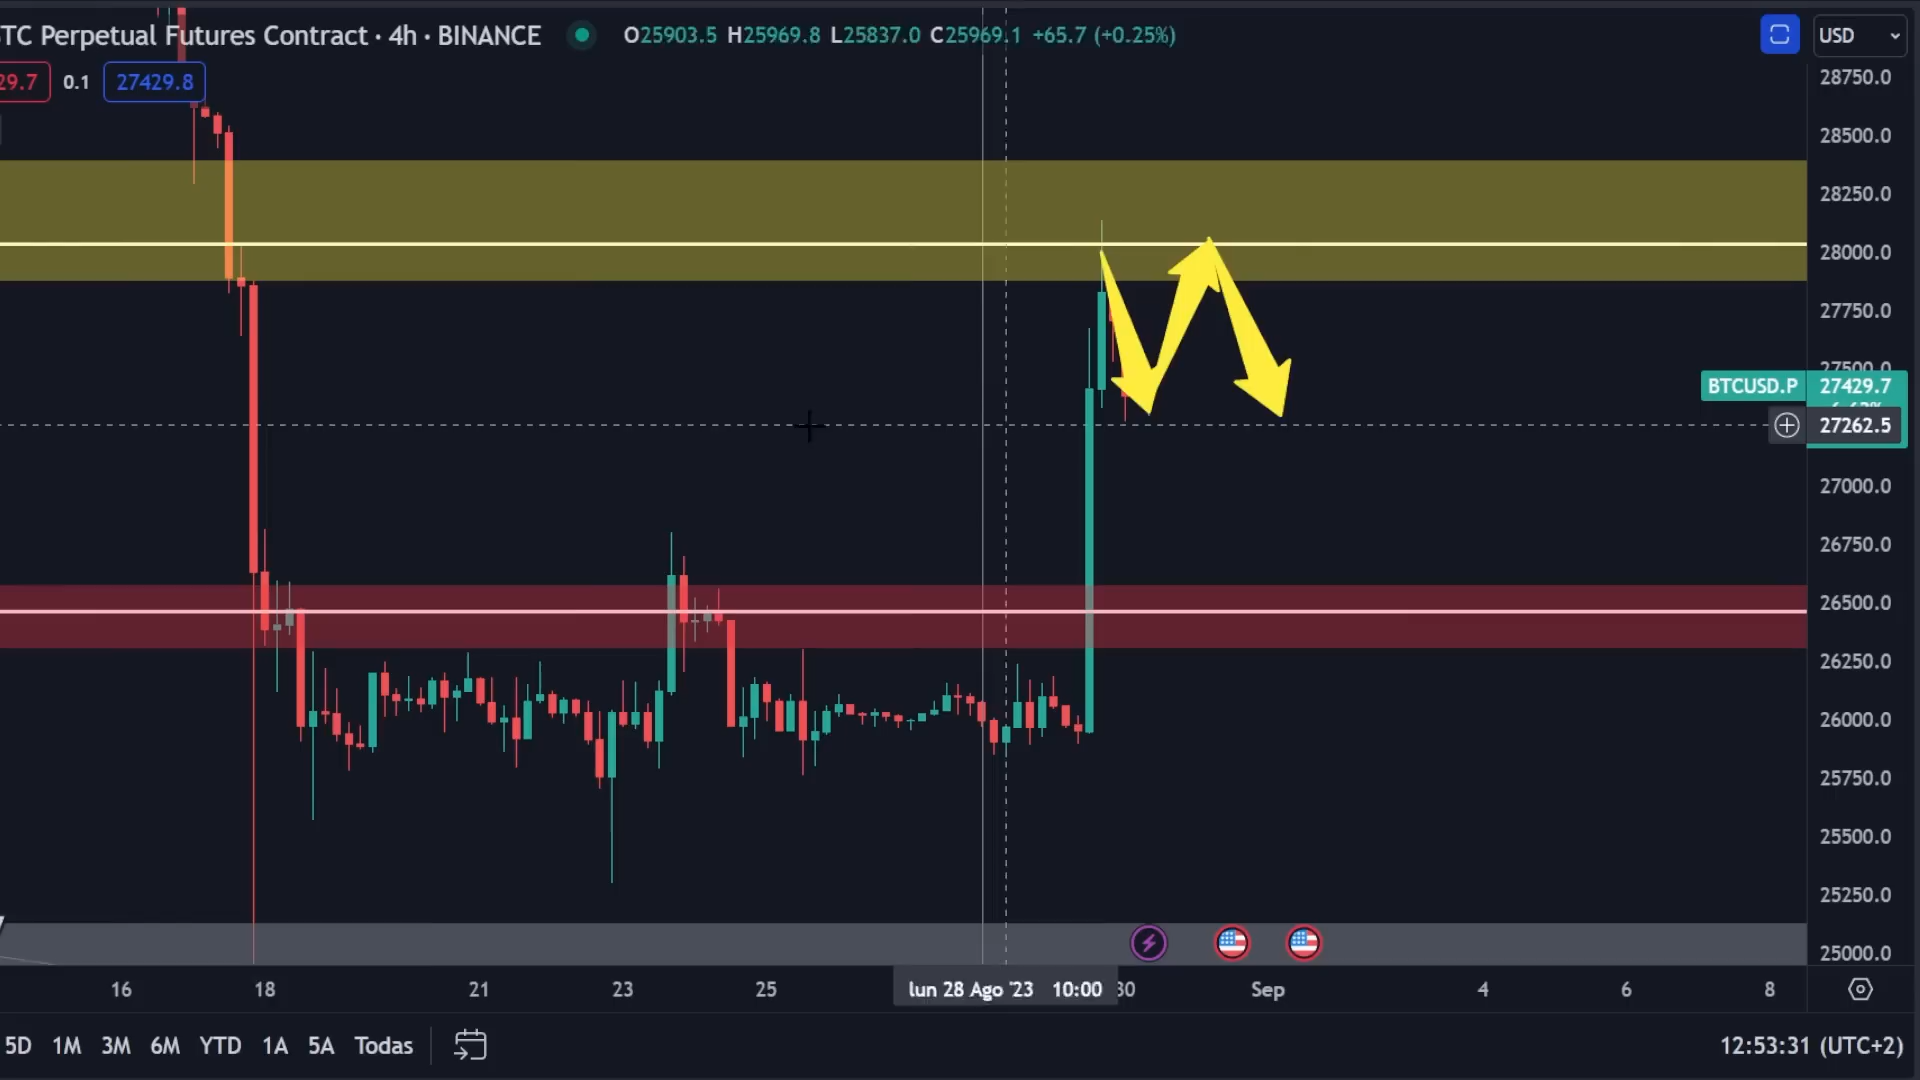 TC Perpetual Futures Contract · 4h · BINANCE O25903.5 H25969.8 L25837.0 C25969.1 +65.7 (+0.25%)
USD
29.7 0.1 27429.8
28750.0
28500.0
28250.0
28000.0
27750.0
27500.0
BTCUSD.P 27429.7
27262.5
27000.0
26750.0
26500.0
26250.0
26000.0
25750.0
25500.0
25250.0
25000.0
16 18 21 23 25 lun 28 Ago '23 10:00 30 Sep 4 6 8
5D 1M 3M 6M YTD 1A 5A Todas
12:53:31 (UTC+2)